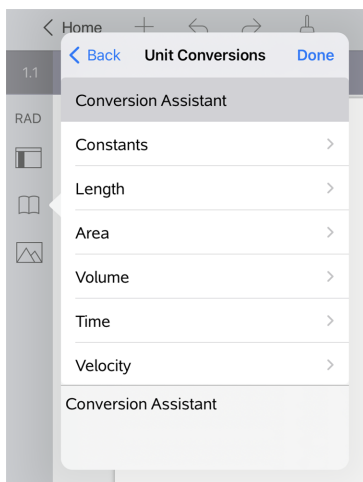 Home
Back Unit Conversions Done
1.1
Conversion Assistant
RAD
Constants
Length
Area
Volume
Time
Velocity
Conversion Assistant